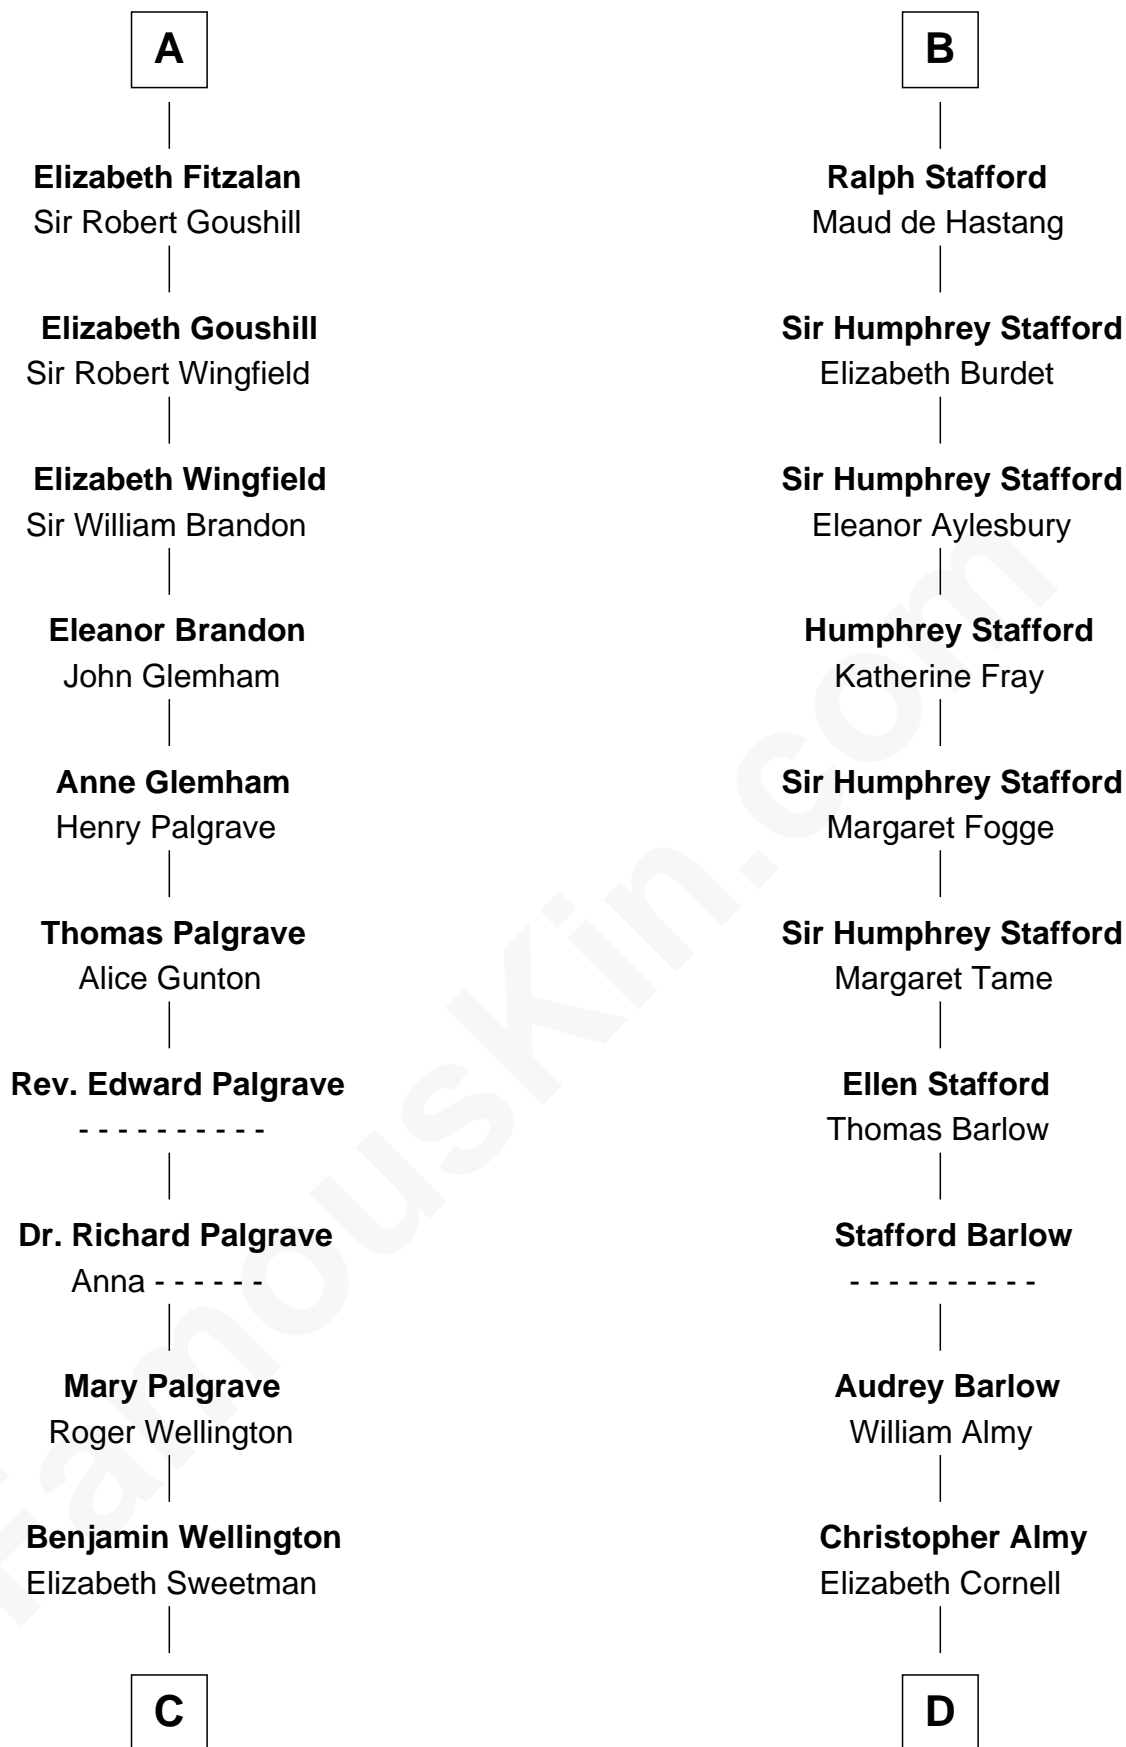 A
Elizabeth Fitzalan
Sir Robert Goushill
Elizabeth Goushill
Sir Robert Wingfield
Elizabeth Wingfield
Sir William Brandon
Eleanor Brandon
John Glemham
Anne Glemham
Henry Palgrave
Thomas Palgrave
Alice Gunton
Rev. Edward Palgrave
- - - - - - - - - -
Dr. Richard Palgrave
Anna - - - - - -
Mary Palgrave
Roger Wellington
Benjamin Wellington
Elizabeth Sweetman
C
B
Ralph Stafford
Maud de Hastang
Sir Humphrey Stafford
Elizabeth Burdet
Sir Humphrey Stafford
Eleanor Aylesbury
Humphrey Stafford
Katherine Fray
Sir Humphrey Stafford
Margaret Fogge
Sir Humphrey Stafford
Margaret Tame
Ellen Stafford
Thomas Barlow
Stafford Barlow
- - - - - - - - - -
Audrey Barlow
William Almy
Christopher Almy
Elizabeth Cornell
D
FamousKin.com